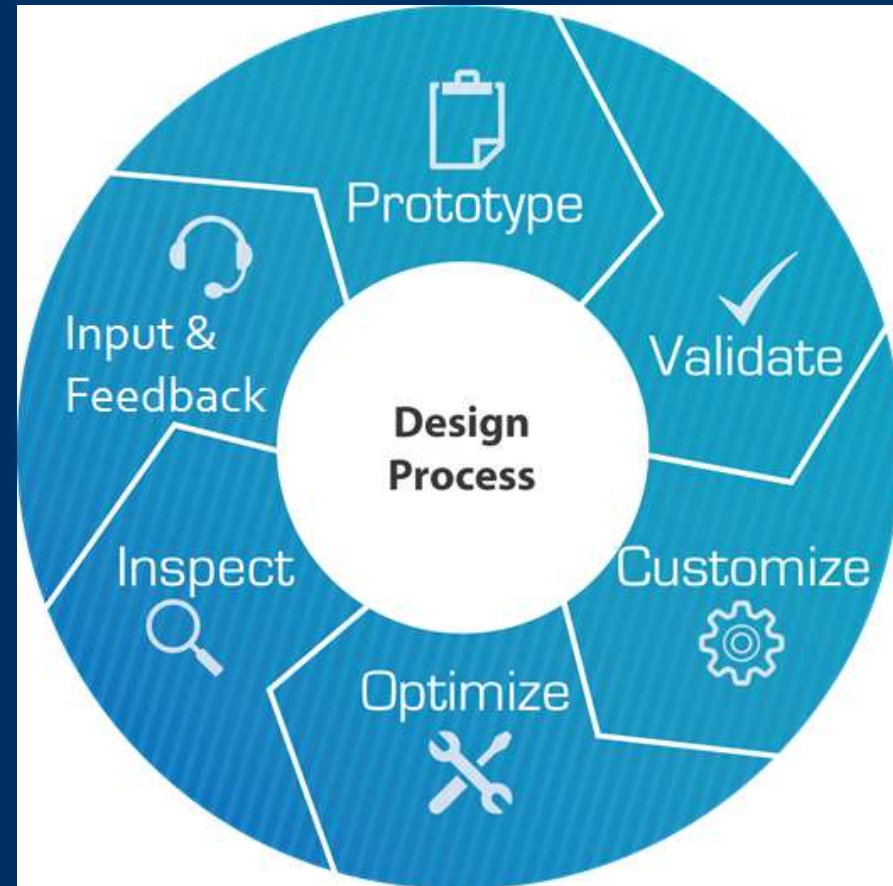 Prototype
Validate
Customize
Optimize
Inspect
Input &
Feedback
Design
Process